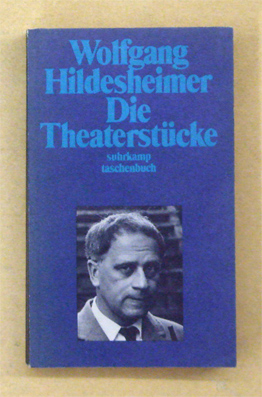 Wolfgang
Hildesheimer
Die
Theaterstücke
suhrkamp
taschenbuch